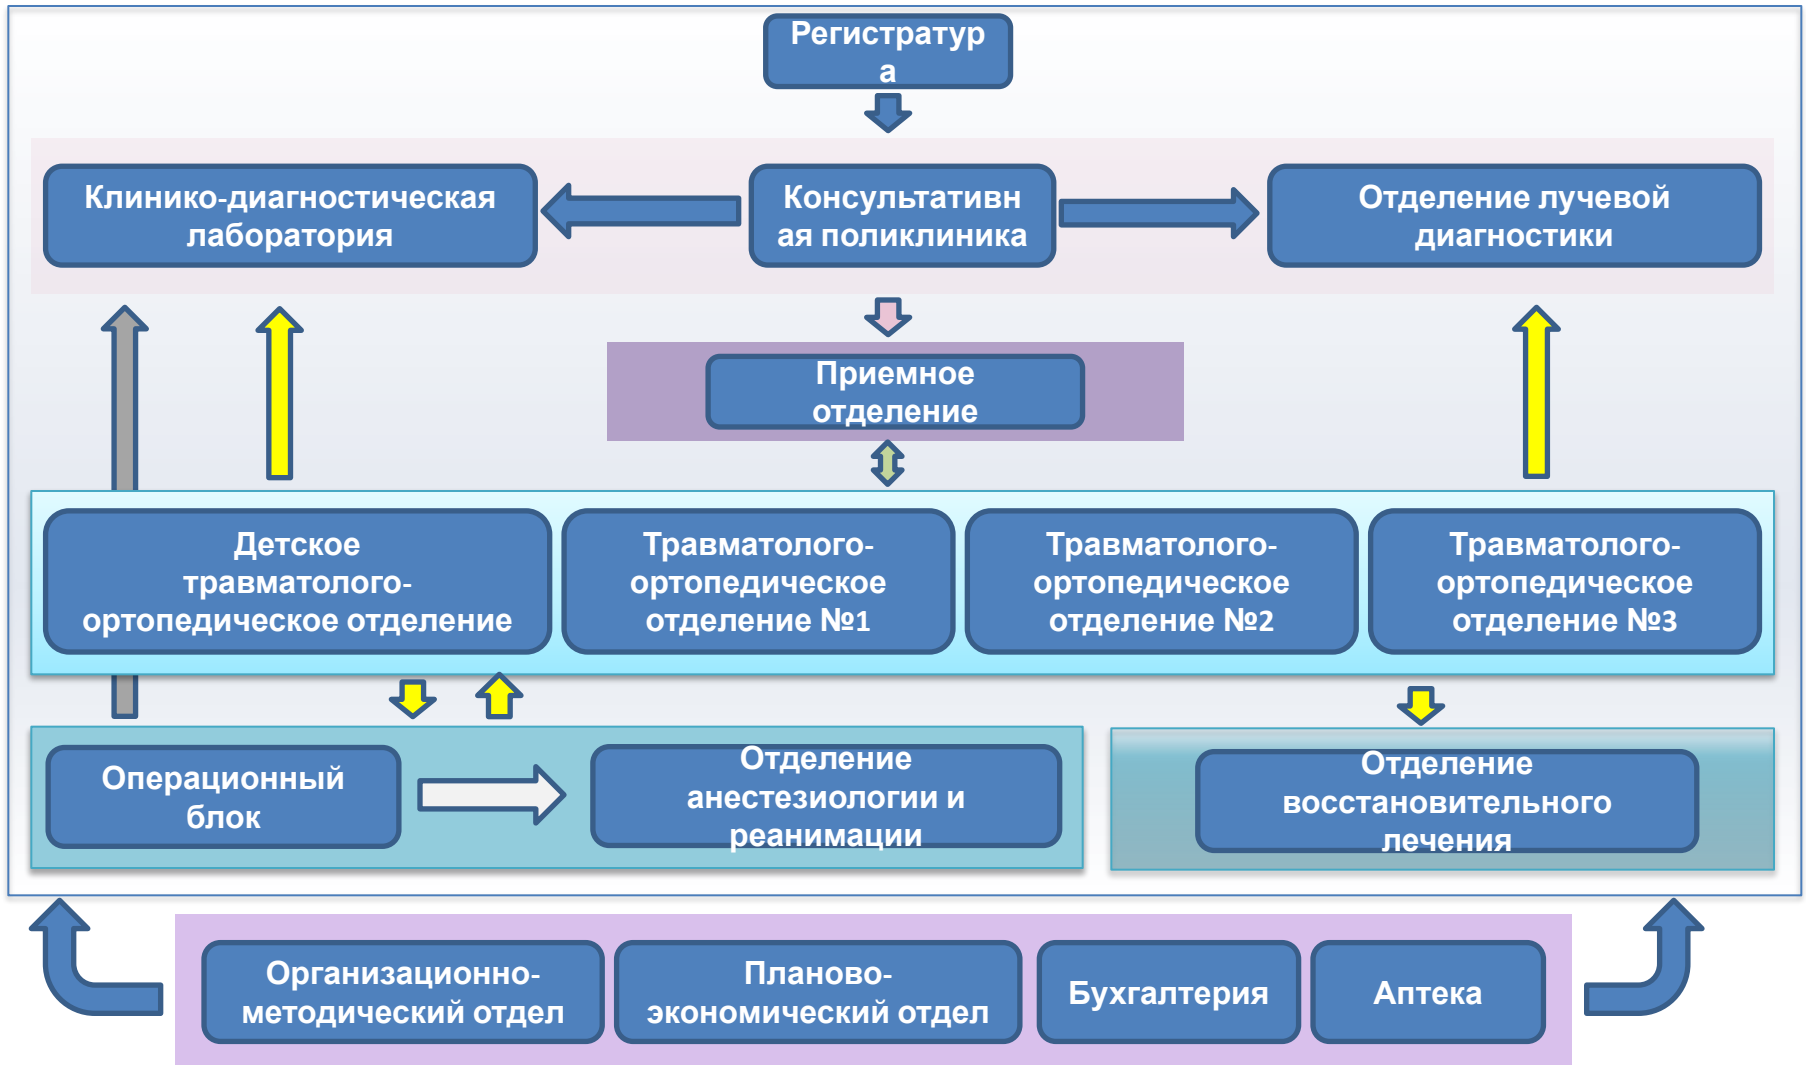 Регистратур
а
Клинико-диагностическая
лаборатория
Консультативн
ая поликлиника
Отделение лучевой
диагностики
Приемное
отделение
Детское
травматолого-
ортопедическое отделение
Травматолого-
ортопедическое
отделение №1
Травматолого-
ортопедическое
отделение №2
Травматолого-
ортопедическое
отделение №3
Операционный
блок
Отделение
анестезиологии и
реанимации
Отделение
восстановительного
лечения
Организационно-
методический отдел
Планово-
экономический отдел
Бухгалтерия
Аптека